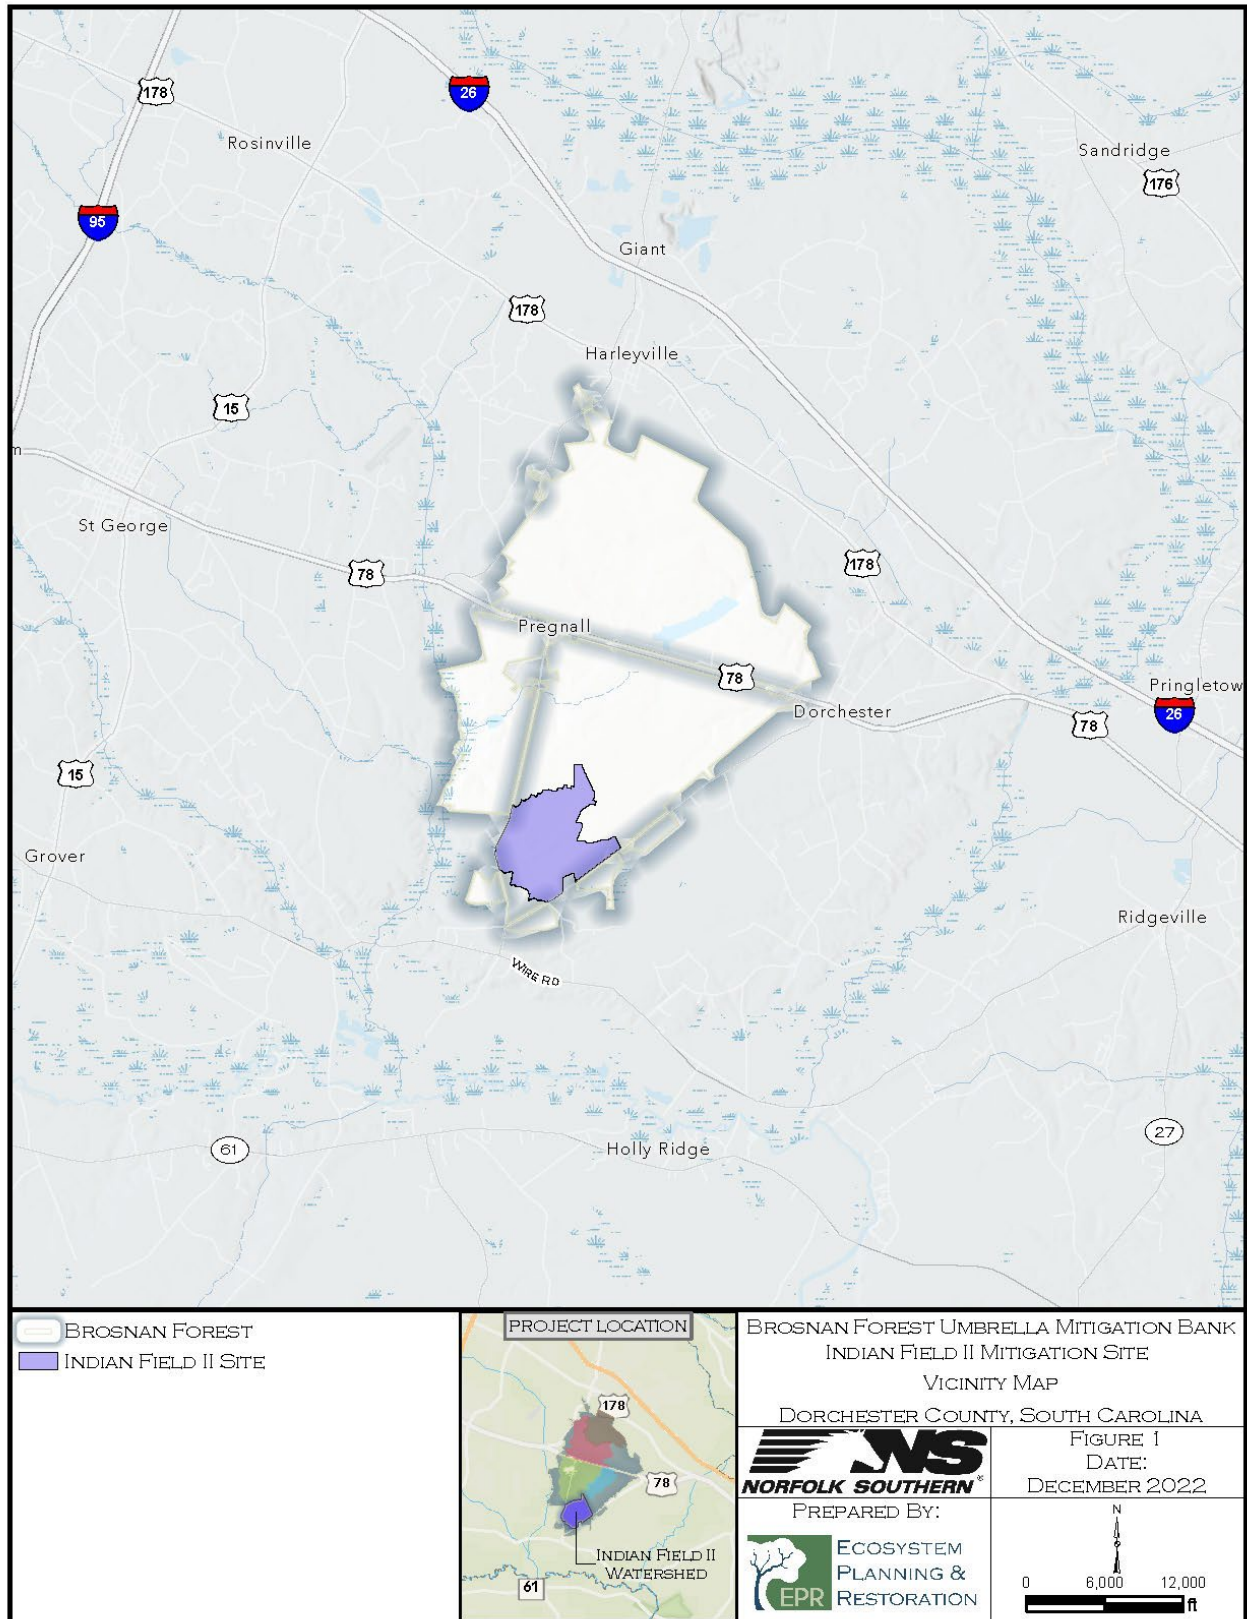 178
26
Rosinville
Sandridge
176
95
Giant
178
Harleyville
15
m
St George
78
178
Pregnall
78
Pringletow
Dorchester
26
78
15
Grover
Ridgeville
WIRE RD
27
Holly Ridge
61
BROSNAN FOREST
INDIAN FIELD II SITE
PROJECT LOCATION
178
78
INDIAN FIELD II
WATERSHED
61
BROSNAN FOREST UMBRELLA MITIGATION BANK
INDIAN FIELD II MITIGATION SITE
VICINITY MAP
DORCHESTER COUNTY, SOUTH CAROLINA
NS
NORFOLK SOUTHERN®
FIGURE 1
DATE:
DECEMBER 2022
PREPARED BY:
EPR
ECOSYSTEM
PLANNING &
RESTORATION
N
0 6,000 12,000
ft